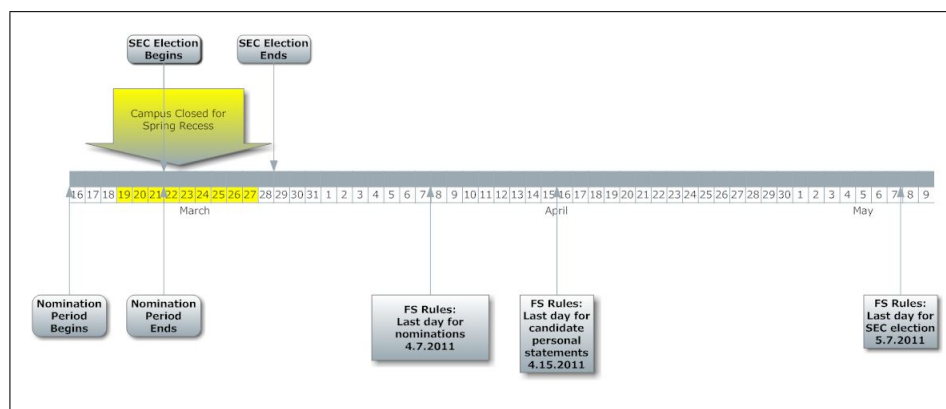 SEC Election
Begins
SEC Election
Ends
Campus Closed for
Spring Recess
16 17 18 19 20 21 22 23 24 25 26 27 28 29 30 31 1 2 3 4 5 6 7 8 9 10 11 12 13 14 15 16 17 18 19 20 21 22 23 24 25 26 27 28 29 30 1 2 3 4 5 6 7 8 9
March April May
Nomination
Period
Begins
Nomination
Period
Ends
FS Rules:
Last day for
nominations
4.7.2011
FS Rules:
Last day for
candidate
personal
statements
4.15.2011
FS Rules:
Last day for
SEC election
5.7.2011